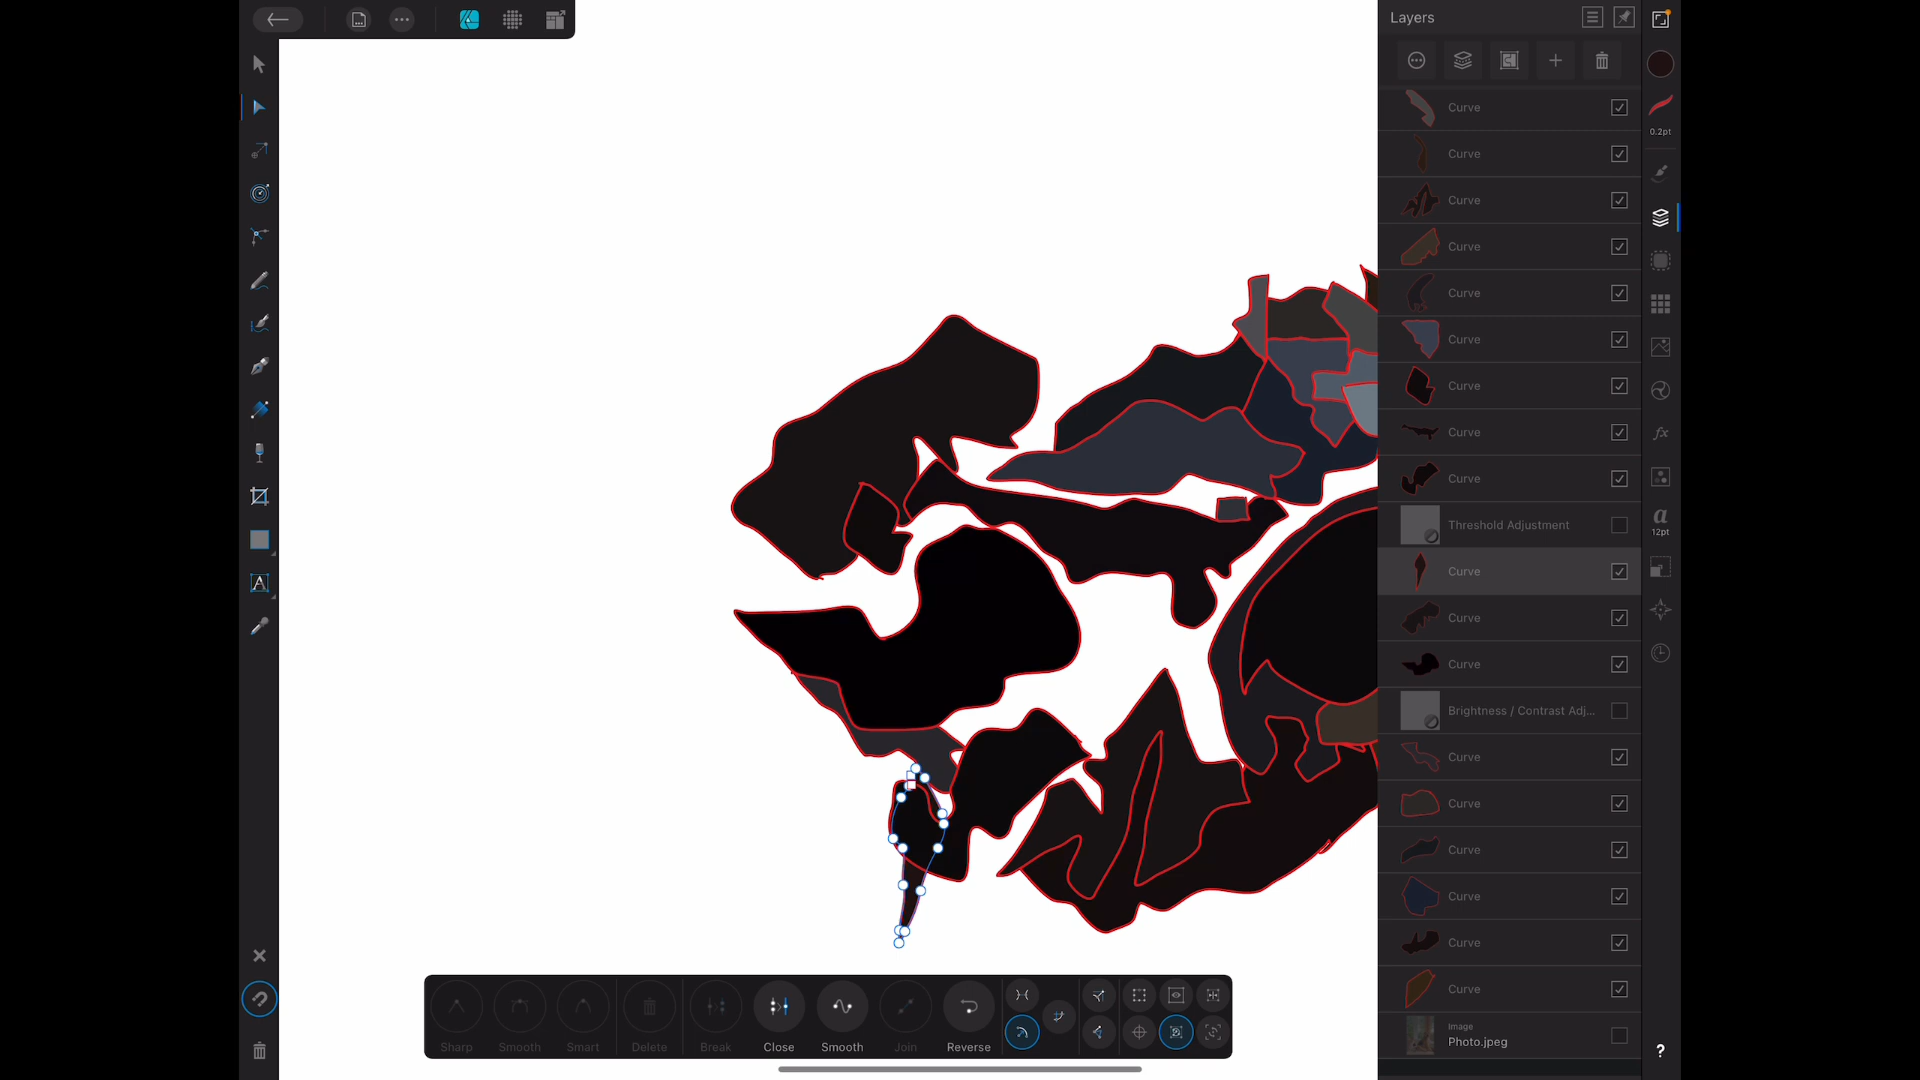 Layers
Curve
0.2pt
Curve
Curve
Curve
Curve
Curve
Curve
Curve
Curve
Threshold Adjustment
a
12pt
Curve
Curve
Curve
Brightness / Contrast Adj...
Curve
Curve
Curve
Curve
Curve
Curve
Image
Photo.jpeg
A
fx
Sharp
Smooth
Smart
Delete
Break
Close
Smooth
Join
Reverse
?